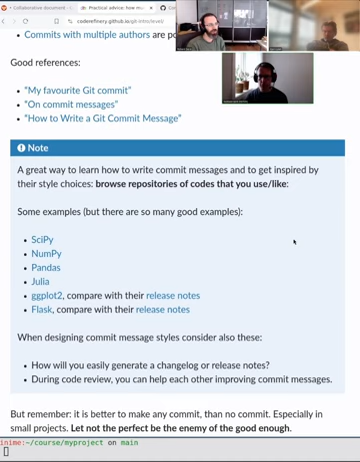 Collaborative document - l
Practical advice: how mu
coderefinery.github.io/git-intro/level/
• Commits with multiple authors are po
Good references:
• "My favourite Git commit"
• "On commit messages"
• "How to Write a Git Commit Message"
Note
A great way to learn how to write commit messages and to get inspired by
their style choices: browse repositories of codes that you use/like:
Some examples (but there are so many good examples):
• SciPy
• NumPy
• Pandas
• Julia
• ggplot2, compare with their release notes
• Flask, compare with their release notes
When designing commit message styles consider also these:
• How will you easily generate a changelog or release notes?
• During code review, you can help each other improving commit messages.
But remember: it is better to make any commit, than no commit. Especially in
small projects. Let not the perfect be the enemy of the good enough.
inime:~/course/myproject on main